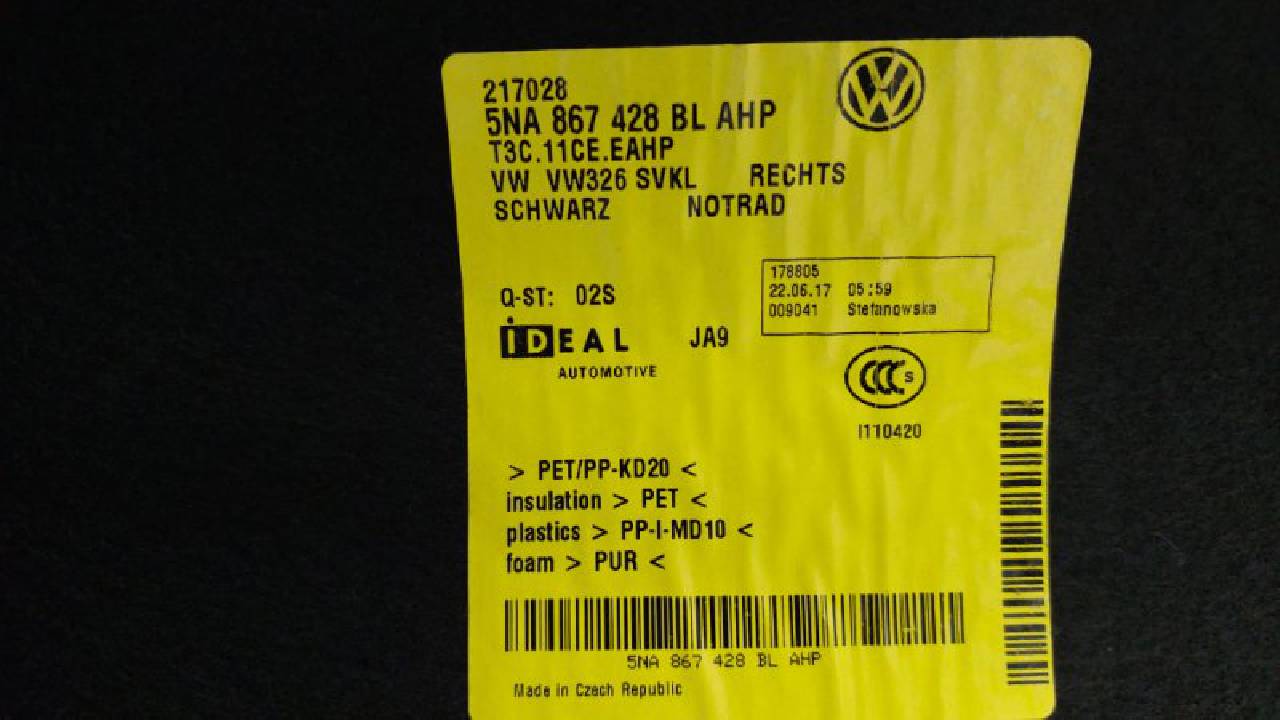 217028
5NA 867 428 BL AHP
T3C.11CE.EAHP
VW VW326 SVKL RECHTS
SCHWARZ NOTRAD
178805
22.06.17 05:59
009041 Stefanowska
Q-ST: 02S
iDEAL JA9
AUTOMOTIVE
CCC S
I110420
> PET/PP-KD20 <
insulation > PET <
plastics > PP-I-MD10 <
foam > PUR <
5NA 867 428 BL AHP
Made in Czech Republic